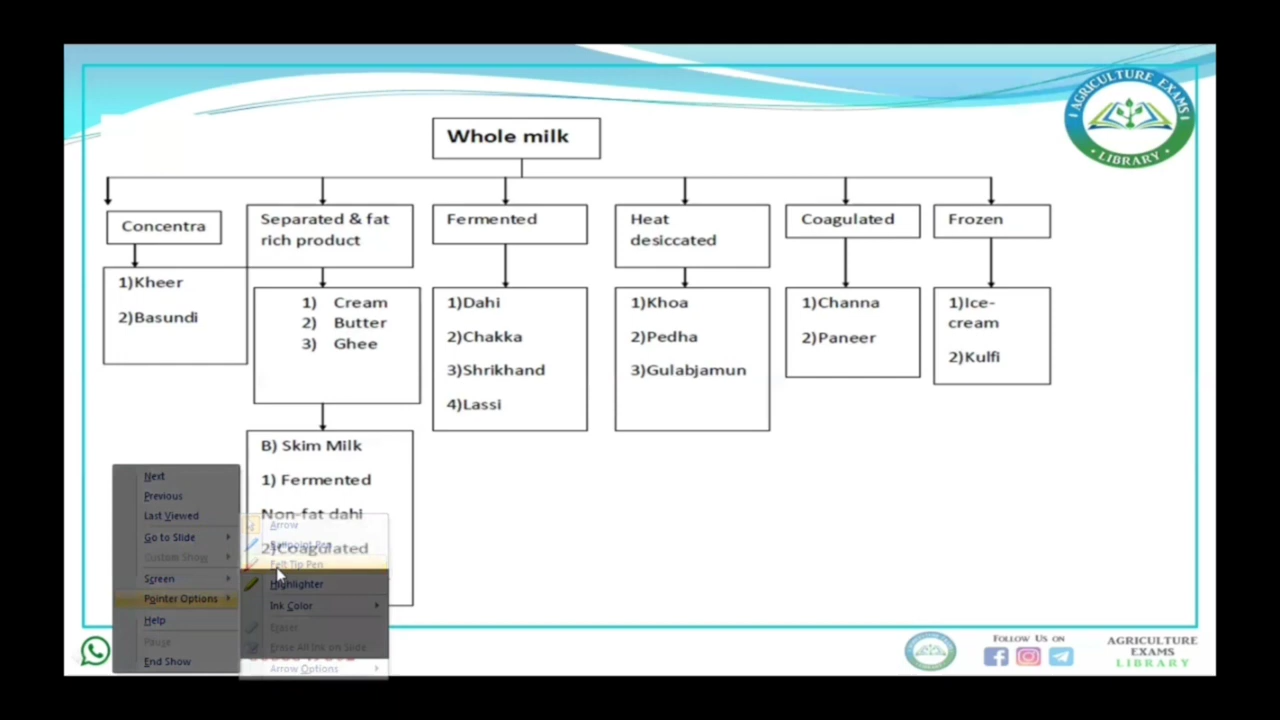 AGRICULTURE EXAMS
LIBRARY
Whole milk
Concentra
Separated & fat
rich product
Fermented
Heat
desiccated
Coagulated
Frozen
1)Kheer
2)Basundi
1) Cream
2) Butter
3) Ghee
1)Dahi
2)Chakka
3)Shrikhand
4)Lassi
1)Khoa
2)Pedha
3)Gulabjamun
1)Channa
2)Paneer
1)Ice-
cream
2)Kulfi
B) Skim Milk
1) Fermented
Non-fat dahi
2)Coagulated
Next
Previous
Last Viewed
Go to Slide
Custom Show
Screen
Pointer Options
Help
Pause
End Show
Arrow
Ballpoint Pen
Felt Tip Pen
Highlighter
Ink Color
Eraser
Erase All Ink on Slide
Arrow Options
FOLLOW US ON
AGRICULTURE
EXAMS
LIBRARY